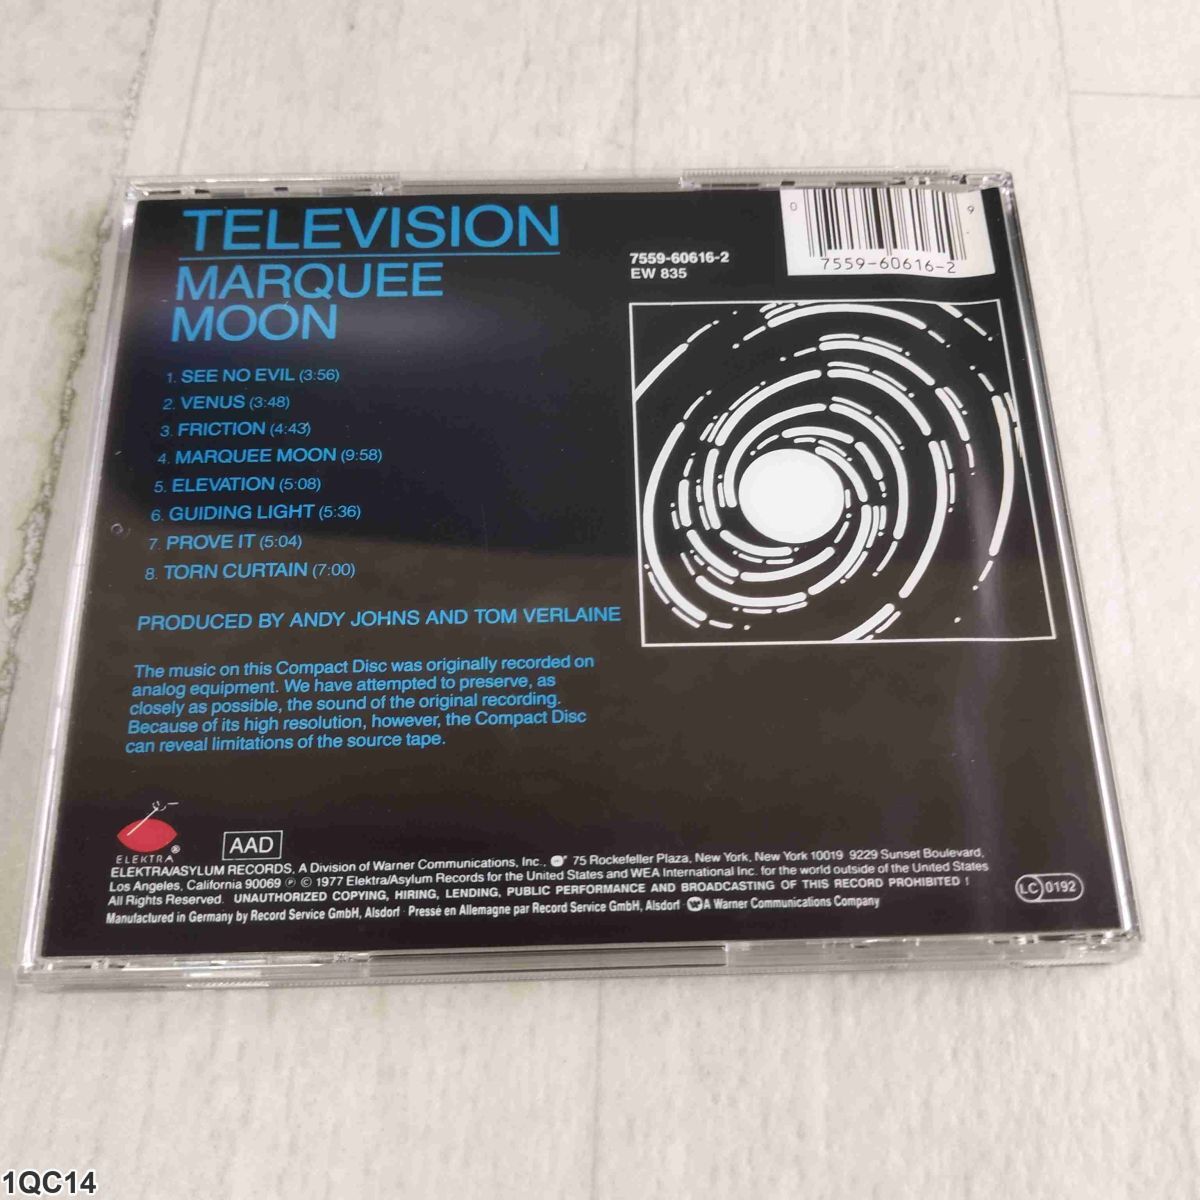 TELEVISION
MARQUEE
MOON
7559-60616-2
EW 835
0 9
7559-60616-2
1. SEE NO EVIL (3:56)
2. VENUS (3:48)
3. FRICTION (4:43)
4. MARQUEE MOON (9:58)
5. ELEVATION (5:08)
6. GUIDING LIGHT (5:36)
7. PROVE IT (5:04)
8. TORN CURTAIN (7:00)
PRODUCED BY ANDY JOHNS AND TOM VERLAINE
The music on this Compact Disc was originally recorded on
analog equipment. We have attempted to preserve, as
closely as possible, the sound of the original recording.
Because of its high resolution, however, the Compact Disc
can reveal limitations of the source tape.
ELEKTRA®
AAD
ELEKTRA/ASYLUM RECORDS, A Division of Warner Communications, Inc., 75 Rockefeller Plaza, New York, New York 10019 9229 Sunset Boulevard,
Los Angeles, California 90069 ℗ © 1977 Elektra/Asylum Records for the United States and WEA International Inc. for the world outside of the United States
All Rights Reserved. UNAUTHORIZED COPYING, HIRING, LENDING, PUBLIC PERFORMANCE AND BROADCASTING OF THIS RECORD PROHIBITED !
Manufactured in Germany by Record Service GmbH, Alsdorf · Pressé en Allemagne par Record Service GmbH, Alsdorf · A Warner Communications Company
LC 0192
1QC14